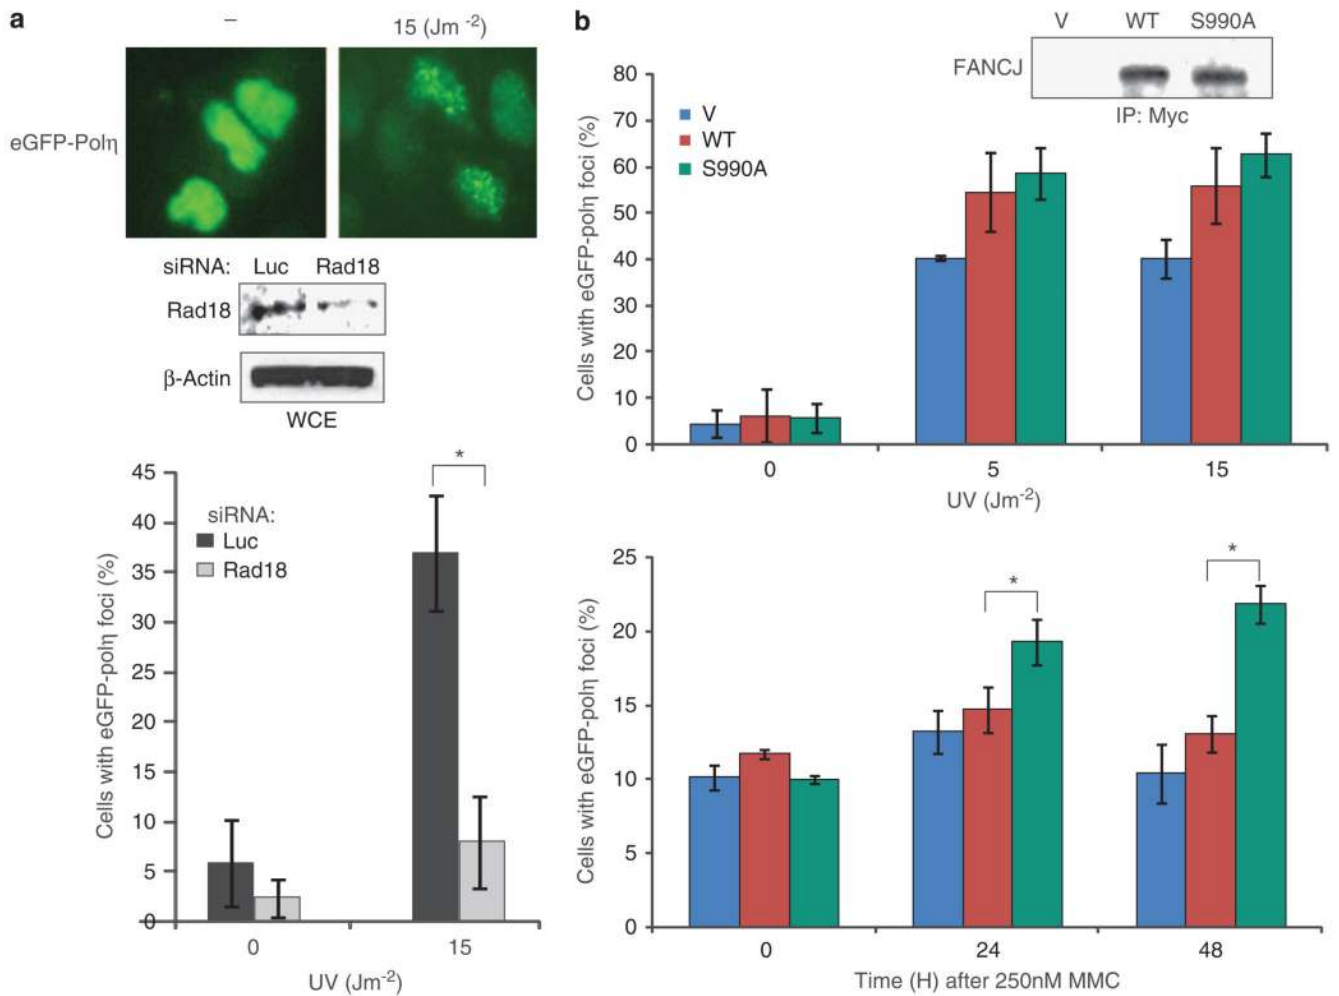 a
– 15 (Jm -2)
eGFP-Polη
siRNA: Luc Rad18
Rad18
β-Actin
WCE
45
40
35
30
25
20
15
10
5
0
*
siRNA:
Luc
Rad18
Cells with eGFP-polη foci (%)
0 15
UV (Jm-2)
b
V WT S990A
FANCJ
IP: Myc
80
70
60
50
40
30
20
10
0
V
WT
S990A
Cells with eGFP-polη foci (%)
0 5 15
UV (Jm-2)
25
20
15
10
5
0
*
*
Cells with eGFP-polη foci (%)
0 24 48
Time (H) after 250nM MMC